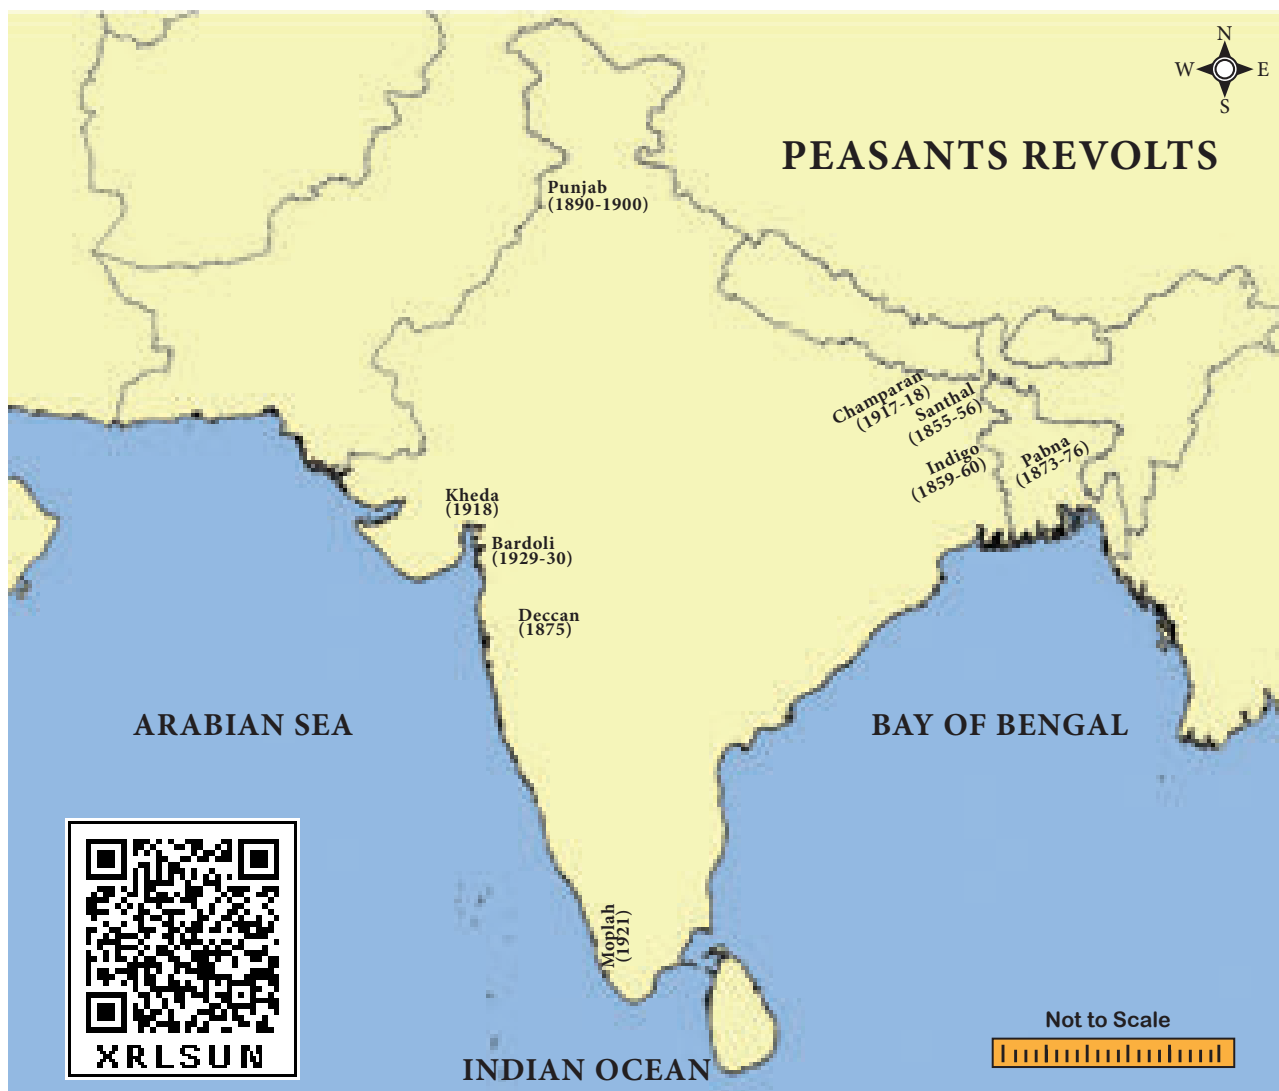 N
W E
S
PEASANTS REVOLTS
Punjab
(1890-1900)
Champaran
(1917-18)
Santhal
(1855-56)
Indigo
(1859-60)
Pabna
(1873-76)
Kheda
(1918)
Bardoli
(1929-30)
Deccan
(1875)
ARABIAN SEA
BAY OF BENGAL
Moplah
(1921)
XRLSUN
Not to Scale
INDIAN OCEAN